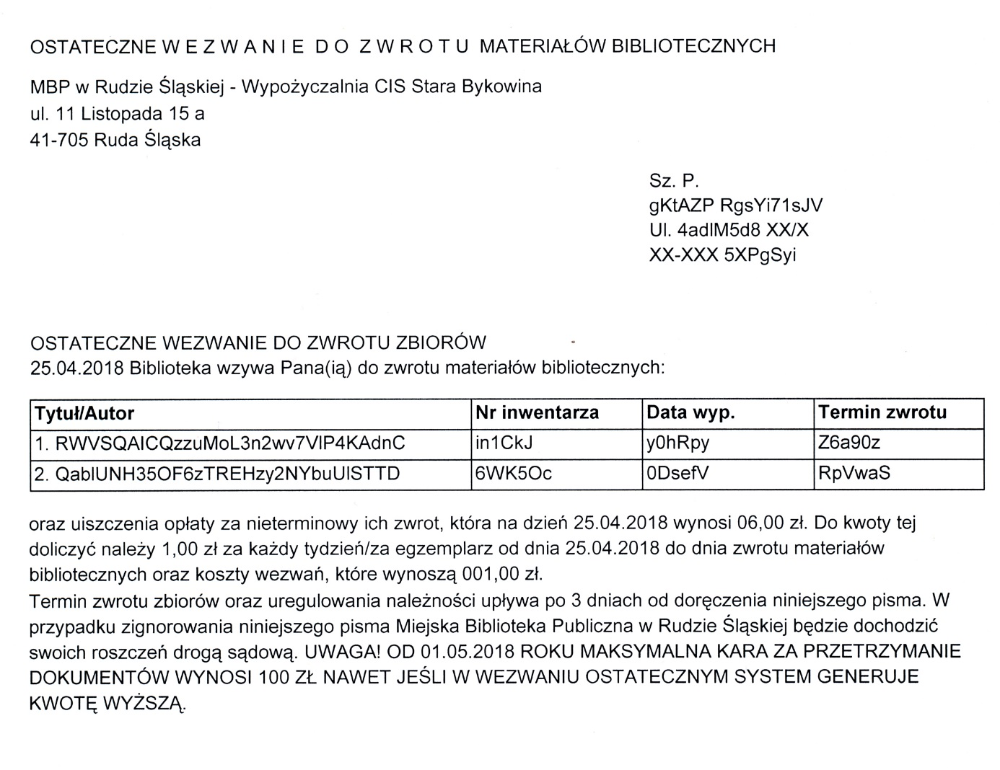 OSTATECZNE W E Z W A N I E D O Z W R O T U MATERIAŁÓW BIBLIOTECZNYCH
MBP w Rudzie Śląskiej - Wypożyczalnia CIS Stara Bykowina
ul. 11 Listopada 15 a
41-705 Ruda Śląska
Sz. P.
gKtAZP RgsYi71sJV
Ul. 4adIM5d8 XX/X
XX-XXX 5XPgSyi
OSTATECZNE WEZWANIE DO ZWROTU ZBIORÓW
25.04.2018 Biblioteka wzywa Pana(ią) do zwrotu materiałów bibliotecznych:
Tytuł/Autor Nr inwentarza Data wyp. Termin zwrotu
1. RWVSQAICQzzuMoL3n2wv7VIP4KAdnC in1CkJ y0hRpy Z6a90z
2. QablUNH35OF6zTREHzy2NYbuUISTTD 6WK5Oc 0DsefV RpVwaS
oraz uiszczenia opłaty za nieterminowy ich zwrot, która na dzień 25.04.2018 wynosi 06,00 zł. Do kwoty tej
doliczyć należy 1,00 zł za każdy tydzień/za egzemplarz od dnia 25.04.2018 do dnia zwrotu materiałów
bibliotecznych oraz koszty wezwań, które wynoszą 001,00 zł.
Termin zwrotu zbiorów oraz uregulowania należności upływa po 3 dniach od doręczenia niniejszego pisma. W
przypadku zignorowania niniejszego pisma Miejska Biblioteka Publiczna w Rudzie Śląskiej będzie dochodzić
swoich roszczeń drogą sądową. UWAGA! OD 01.05.2018 ROKU MAKSYMALNA KARA ZA PRZETRZYMANIE
DOKUMENTÓW WYNOSI 100 ZŁ NAWET JEŚLI W WEZWANIU OSTATECZNYM SYSTEM GENERUJE
KWOTĘ WYŻSZĄ.